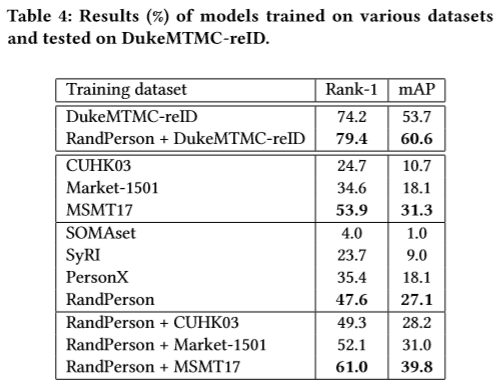 Table 4: Results (%) of models trained on various datasets
and tested on DukeMTMC-reID.
Training dataset Rank-1 mAP
DukeMTMC-reID 74.2 53.7
RandPerson + DukeMTMC-reID 79.4 60.6
CUHK03 24.7 10.7
Market-1501 34.6 18.1
MSMT17 53.9 31.3
SOMAset 4.0 1.0
SyRI 23.7 9.0
PersonX 35.4 18.1
RandPerson 47.6 27.1
RandPerson + CUHK03 49.3 28.2
RandPerson + Market-1501 52.1 31.0
RandPerson + MSMT17 61.0 39.8